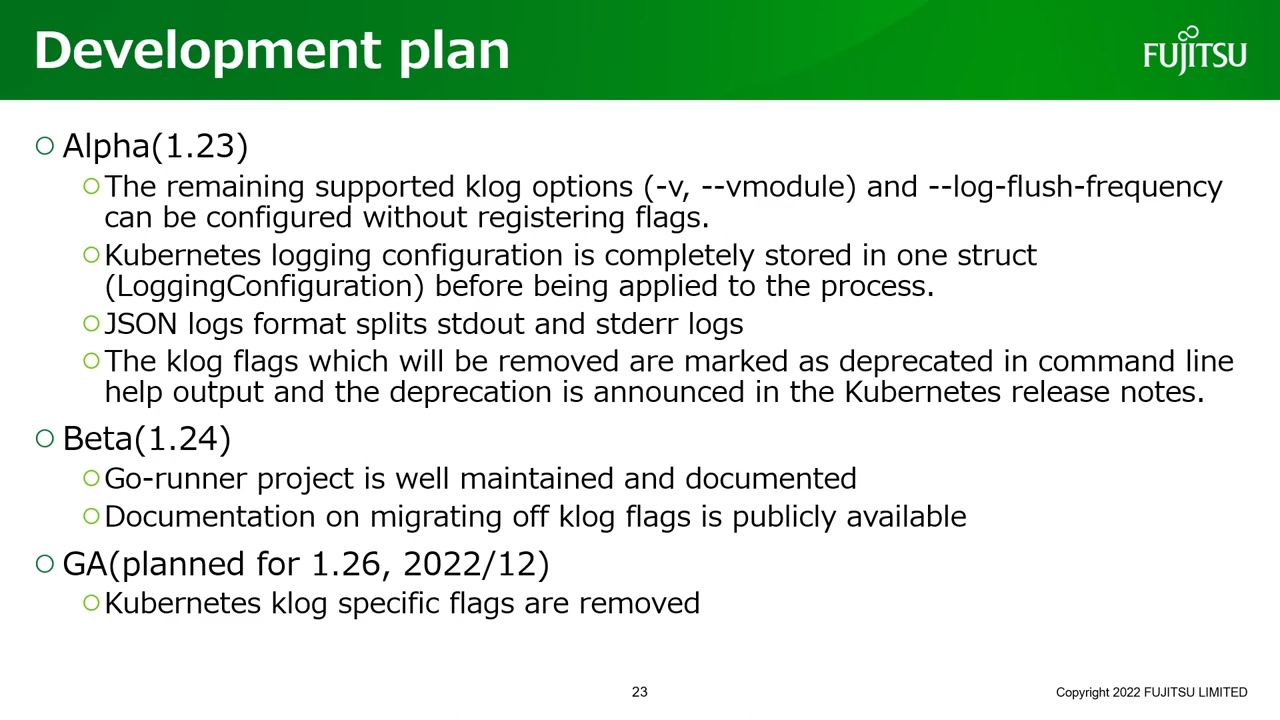 Development plan
FUJITSU
Alpha(1.23)
The remaining supported klog options (-v, --vmodule) and --log-flush-frequency
can be configured without registering flags.
Kubernetes logging configuration is completely stored in one struct
(LoggingConfiguration) before being applied to the process.
JSON logs format splits stdout and stderr logs
The klog flags which will be removed are marked as deprecated in command line
help output and the deprecation is announced in the Kubernetes release notes.
Beta(1.24)
Go-runner project is well maintained and documented
Documentation on migrating off klog flags is publicly available
GA(planned for 1.26, 2022/12)
Kubernetes klog specific flags are removed
23
Copyright 2022 FUJITSU LIMITED